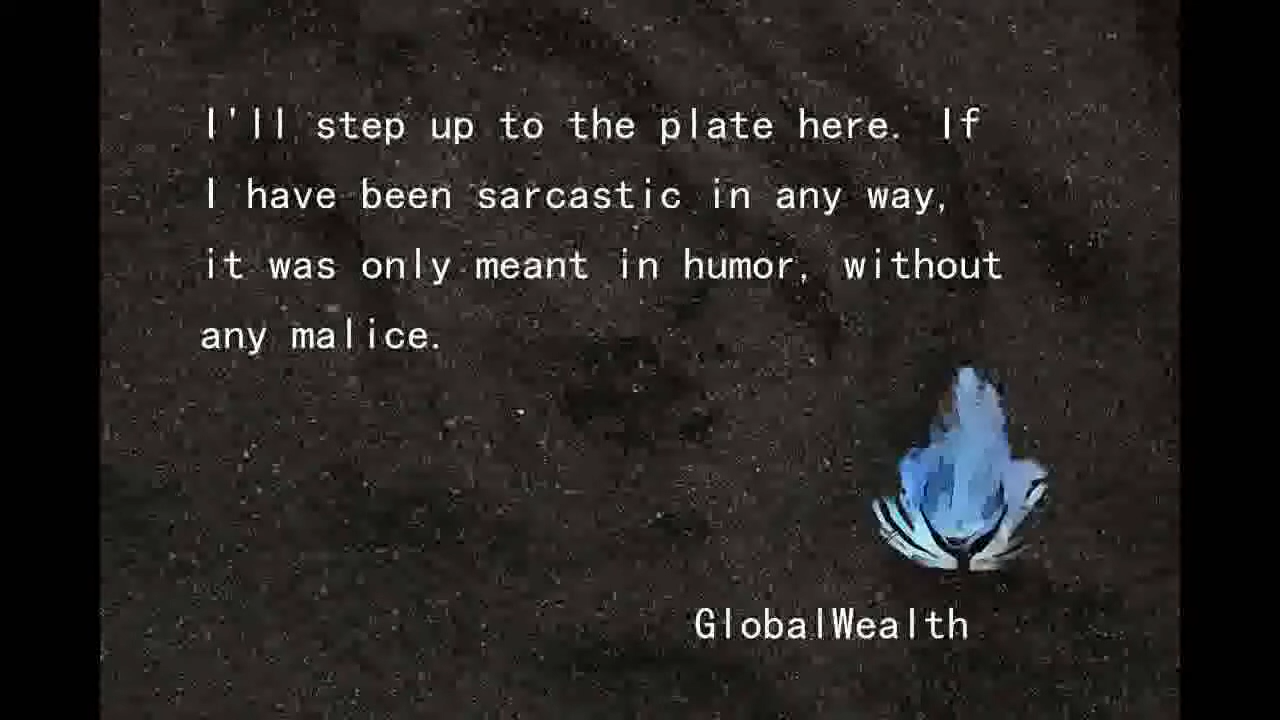 I'll step up to the plate here. If
I have been sarcastic in any way,
it was only meant in humor, without
any malice.
GlobalWealth